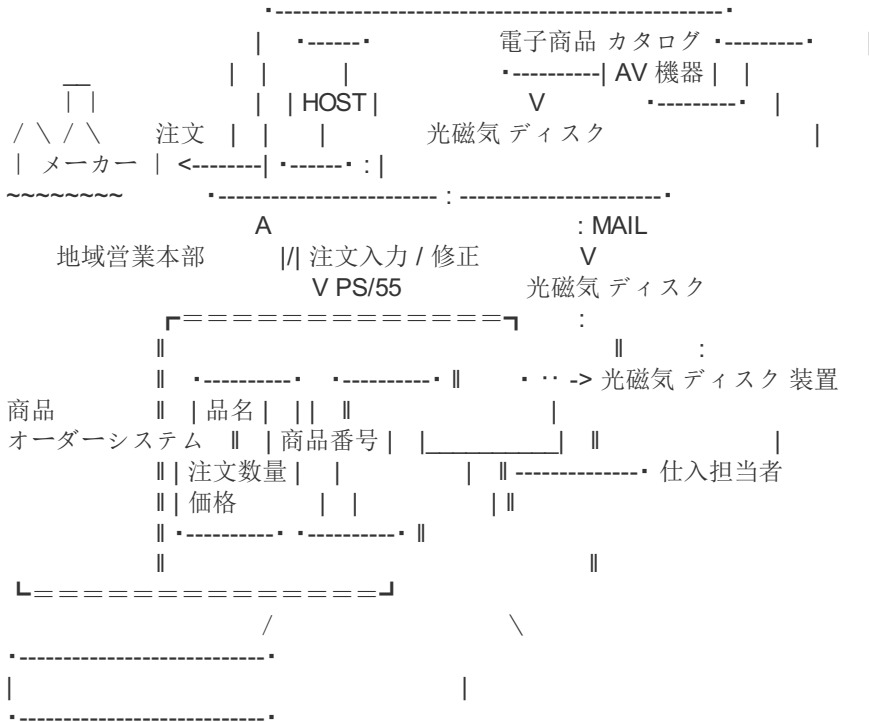 電子商品 カタログ
AV 機器
HOST
注文
光磁気 ディスク
メーカー
A : MAIL
地域営業本部 注文入力 / 修正 V
V PS/55 光磁気 ディスク
-> 光磁気 ディスク 装置
商品 品名
オーダーシステム 商品番号
注文数量 仕入担当者
価格